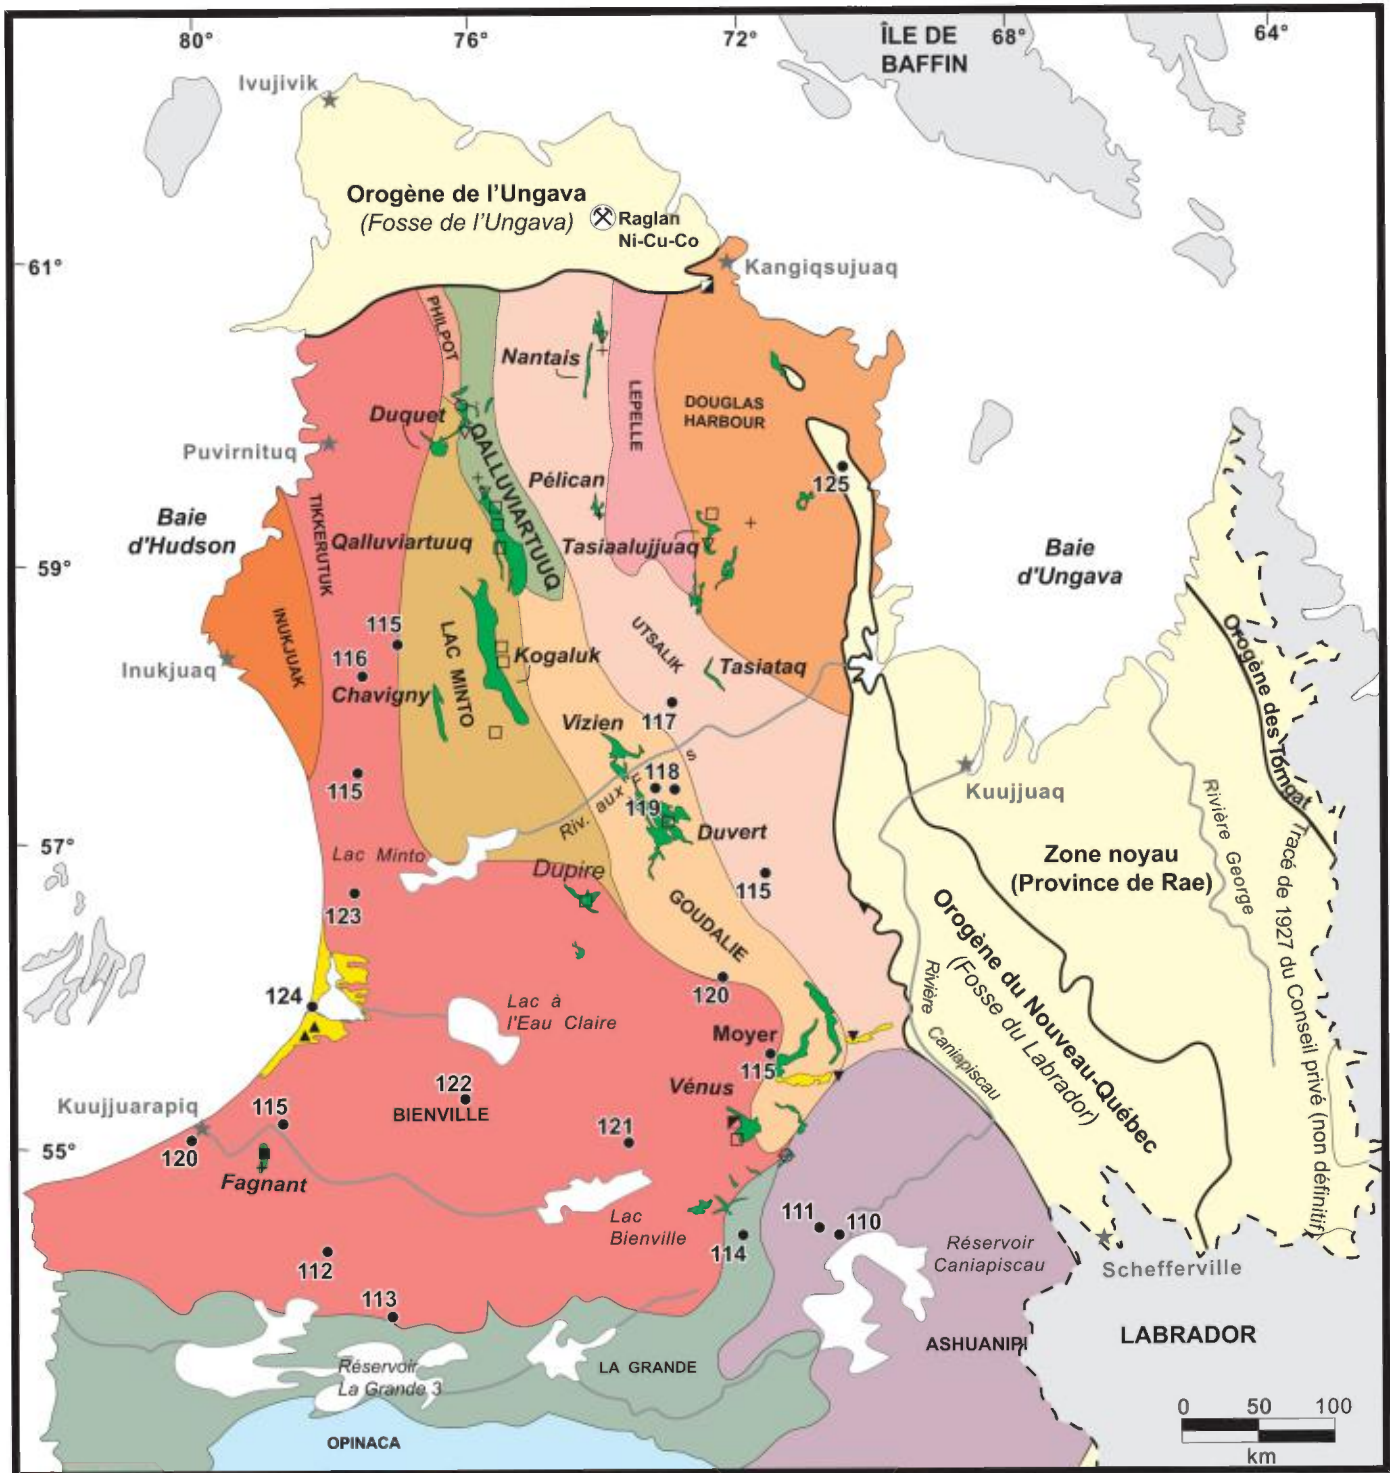 80°
76°
72°
68°
64°
ÎLE DE
BAFFIN
Ivujivik
Orogène de l'Ungava
(Fosse de l'Ungava)
Raglan
Ni-Cu-Co
61°
Kangiqsujuaq
PHILPOT
Nantais
LEPELLE
DOUGLAS
HARBOUR
Duquet
QALLUVIARTUUQ
Puvirnituq
Pélican
125
Baie
d'Hudson
TIKKERUTUK
Qalluviartuuq
Tasiaalujjuaq
Baie
d'Ungava
59°
INUKJUAK
115
LAC MINTO
UTSALIK
Orogène des Torngat
116
Inukjuaq
Kogaluk
Tasiataq
Chavigny
Vizien
117
115
118
Riv. aux F
s
119
Kuujjuaq
Rivière George
57°
Lac Minto
Duvert
Dupire
Zone noyau
(Province de Rae)
Tracé de 1927 du Conseil privé (non définitif)
115
123
GOUDALIE
Orogène du Nouveau-Québec
(Fosse du Labrador)
124
120
Lac à
l'Eau Claire
Rivière Caniapiscau
Moyer
115
122
BIENVILLE
Vénus
Kuujjuarapiq
115
121
55°
120
Fagnant
Lac
Bienville
111
110
114
Réservoir
Caniapiscau
Schefferville
112
113
LABRADOR
ASHUANIPI
Réservoir
La Grande 3
LA GRANDE
OPINACA
0 50 100
km